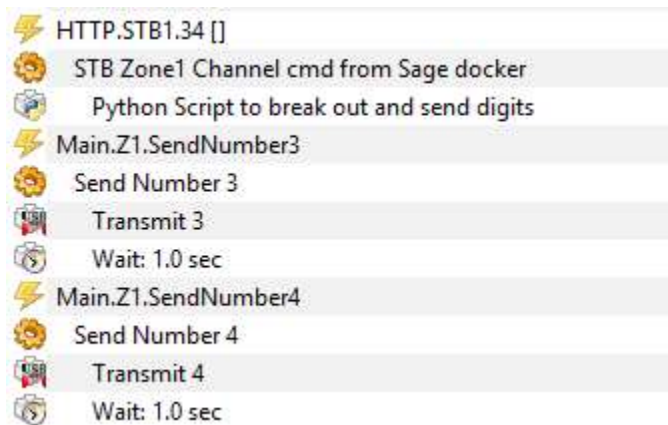 HTTP.STB1.34 []
STB Zone1 Channel cmd from Sage docker
Python Script to break out and send digits
Main.Z1.SendNumber3
Send Number 3
Transmit 3
Wait: 1.0 sec
Main.Z1.SendNumber4
Send Number 4
Transmit 4
Wait: 1.0 sec